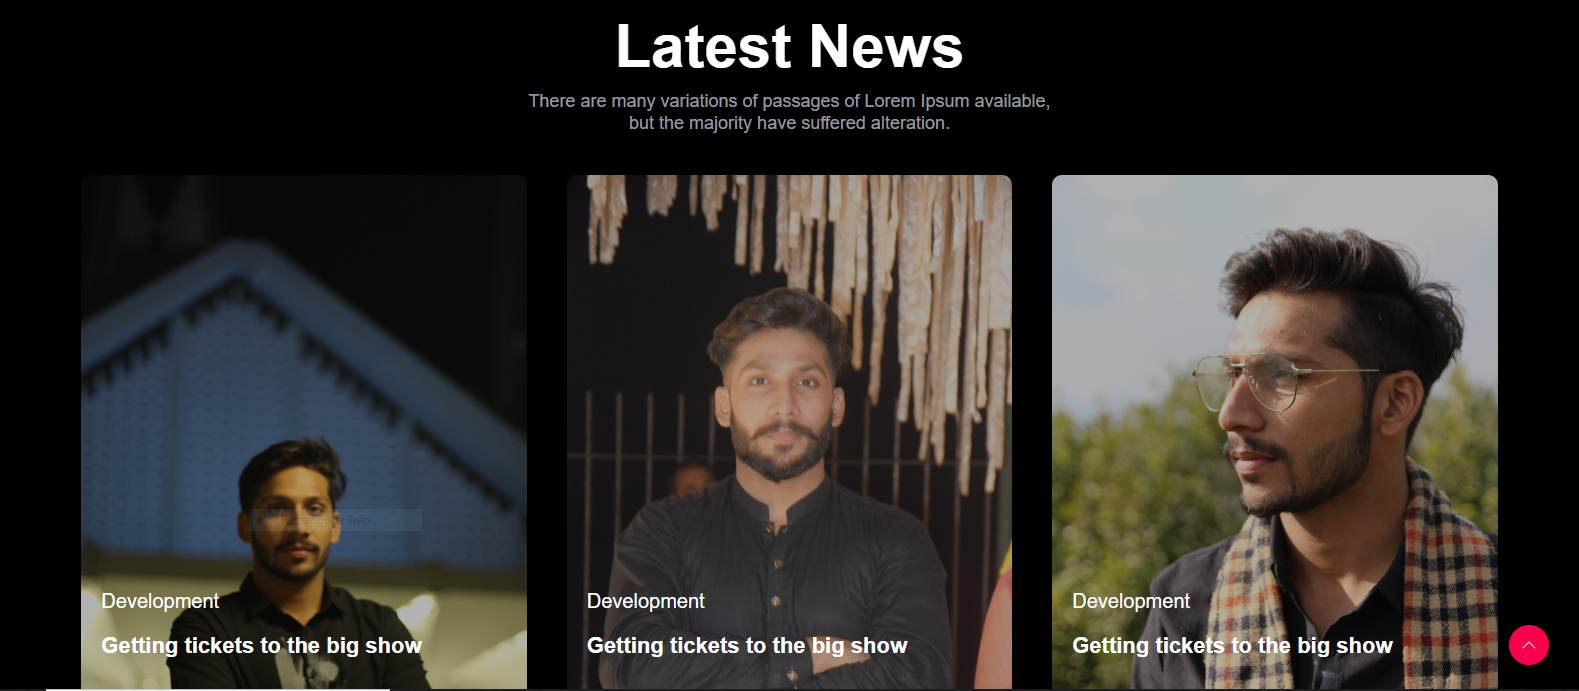 Latest News
There are many variations of passages of Lorem Ipsum available,
but the majority have suffered alteration.
Development
Getting tickets to the big show
Development
Getting tickets to the big show
Development
Getting tickets to the big show